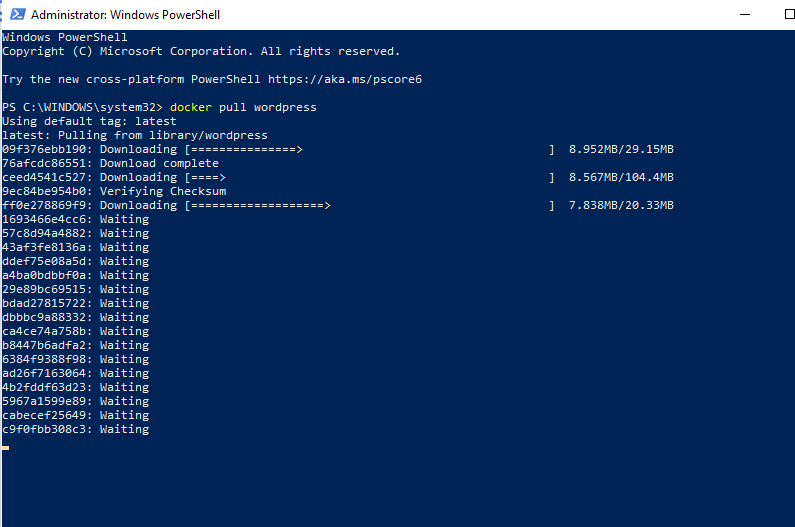 Administrator: Windows PowerShell
Windows PowerShell
Copyright (C) Microsoft Corporation. All rights reserved.
Try the new cross-platform PowerShell https://aka.ms/pscore6
PS C:\WINDOWS\system32> docker pull wordpress
Using default tag: latest
latest: Pulling from library/wordpress
09f376ebb190: Downloading [===============>                                   ]  8.952MB/29.15MB
76afcdc86551: Download complete
ceed4541c527: Downloading [====>                                              ]  8.567MB/104.4MB
9ec84be954b0: Verifying Checksum
ff0e278869f9: Downloading [===================>                               ]  7.838MB/20.33MB
1693466e4cc6: Waiting
57c8d94a4882: Waiting
43af3fe8136a: Waiting
ddef75e08a5d: Waiting
a4ba0bdbbf0a: Waiting
29e89bc69515: Waiting
bdad27815722: Waiting
dbbbc9a88332: Waiting
ca4ce74a758b: Waiting
b8447b6adfa2: Waiting
6384f9388f98: Waiting
ad26f7163064: Waiting
4b2fddf63d23: Waiting
5967a1599e89: Waiting
cabecef25649: Waiting
c9f0fbb308c3: Waiting